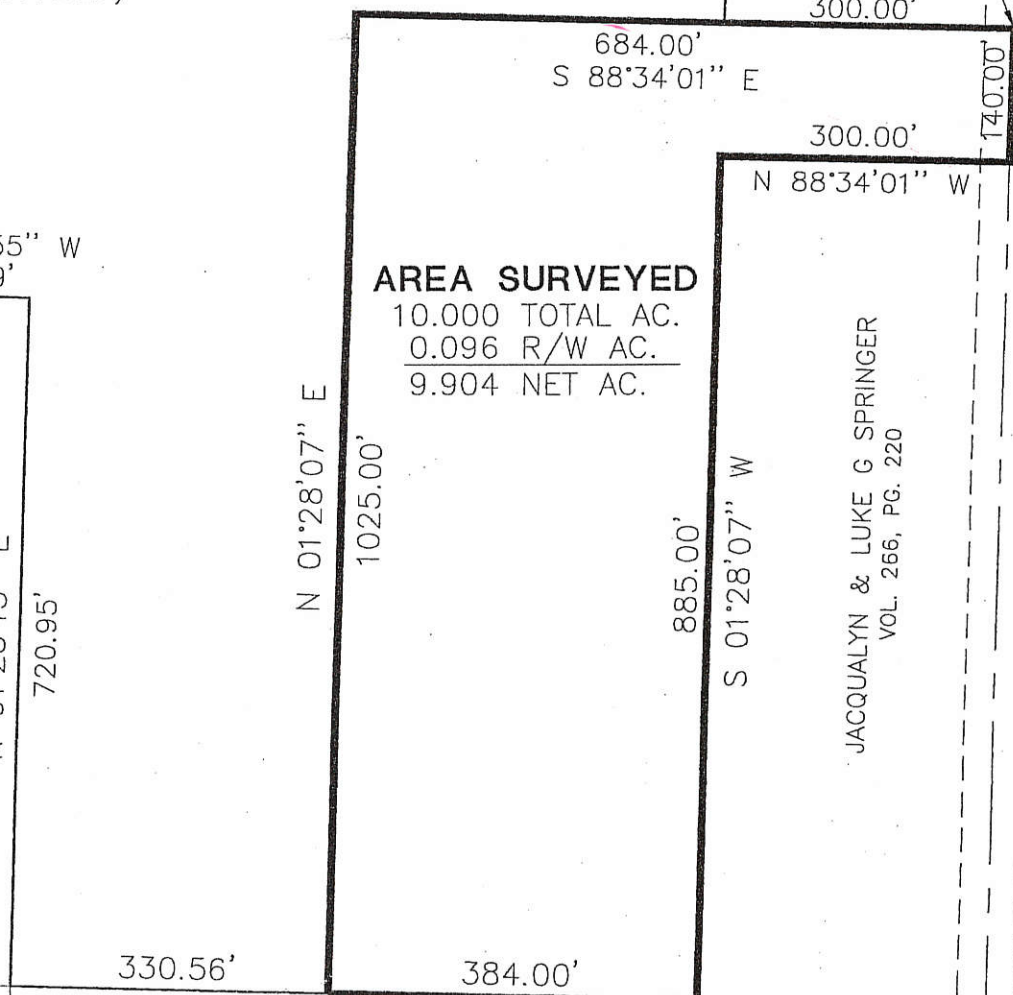 300.00'
684.00'
S 88°34'01" E
140.00'
300.00'
N 88°34'01" W
55" W
9'
AREA SURVEYED
10.000 TOTAL AC.
0.096 R/W AC.
9.904 NET AC.
N 01°28'07" E
1025.00'
885.00'
S 01°28'07" W
JACQUALYN & LUKE G SPRINGER
VOL. 266, PG. 220
720.95'
330.56'
384.00'